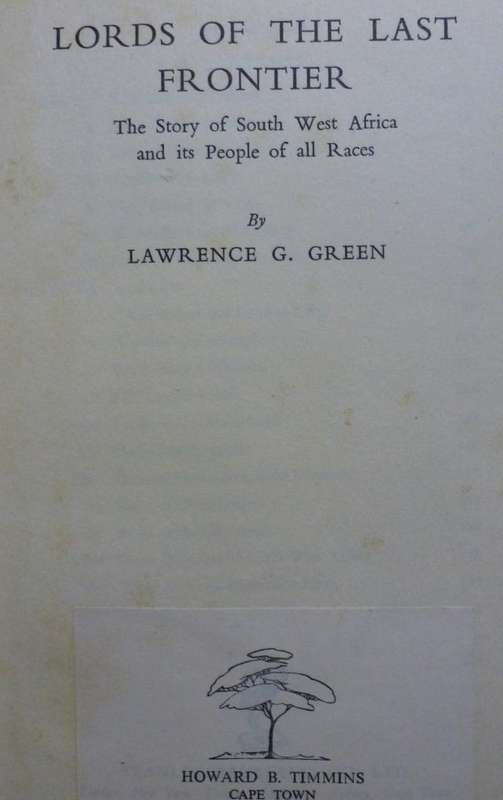 LORDS OF THE LAST
FRONTIER
The Story of South West Africa
and its People of all Races
By
LAWRENCE G. GREEN
HOWARD B. TIMMINS
CAPE TOWN